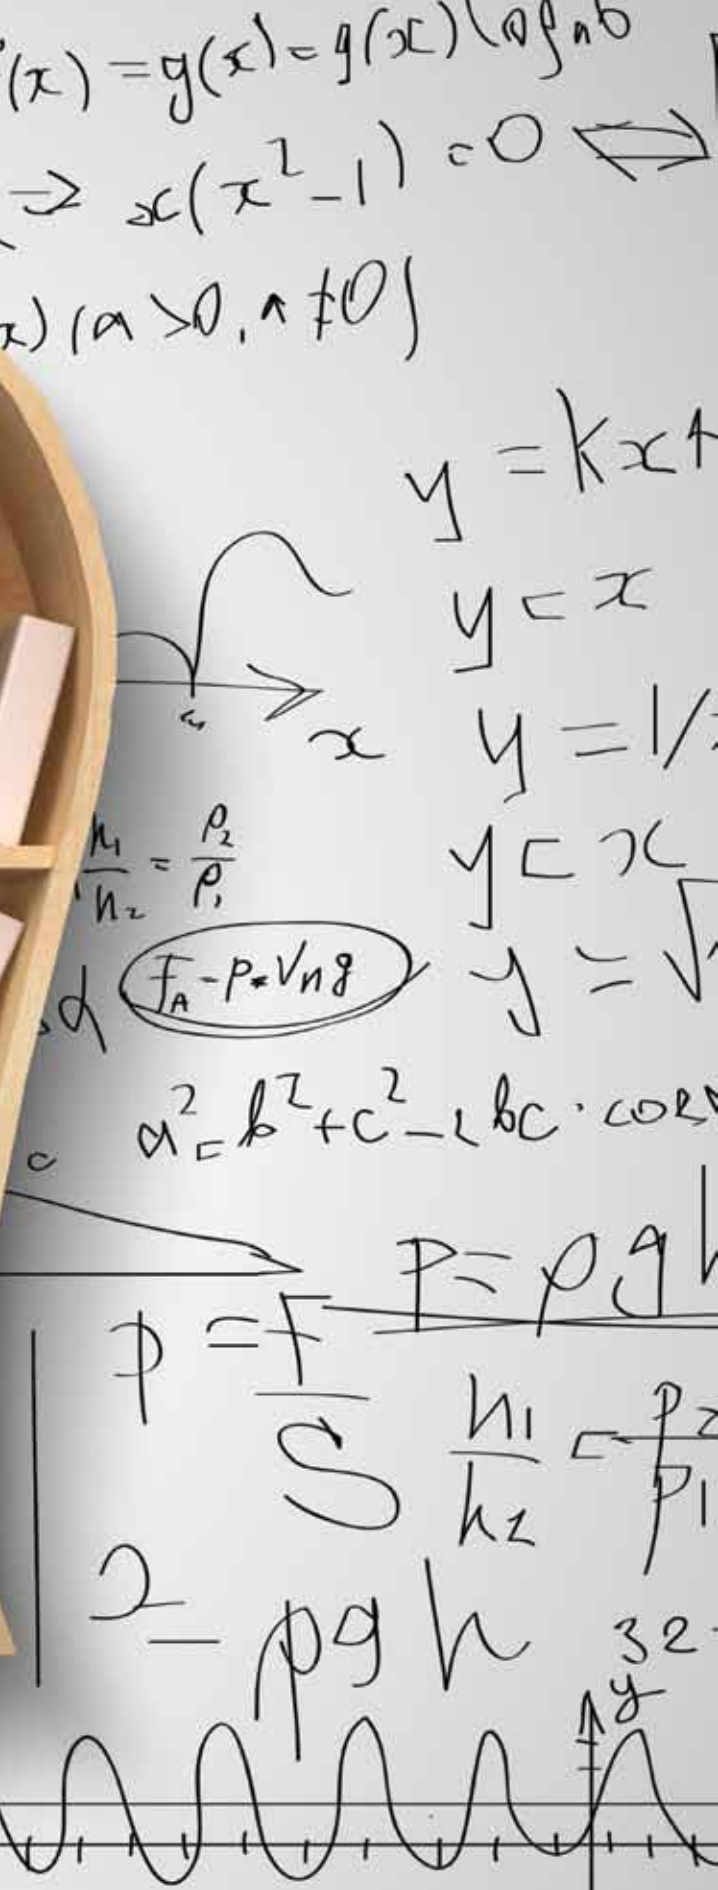 (x) = g(x) = g(x)
→ x(x² - 1) = 0 ⟺
x) (a > 0, a ≠ 0)
y = kx +
y = x
x
y = 1/
h₁/h₂ = ρ₂/ρ₁
y = x
α
F_A = P·Vng
y = √
a² = b² + c² - 2bc · cos
c
P = ρgh
p = F/S
h₁/h₂ = ρ₂/ρ₁
= ρgh
32
y